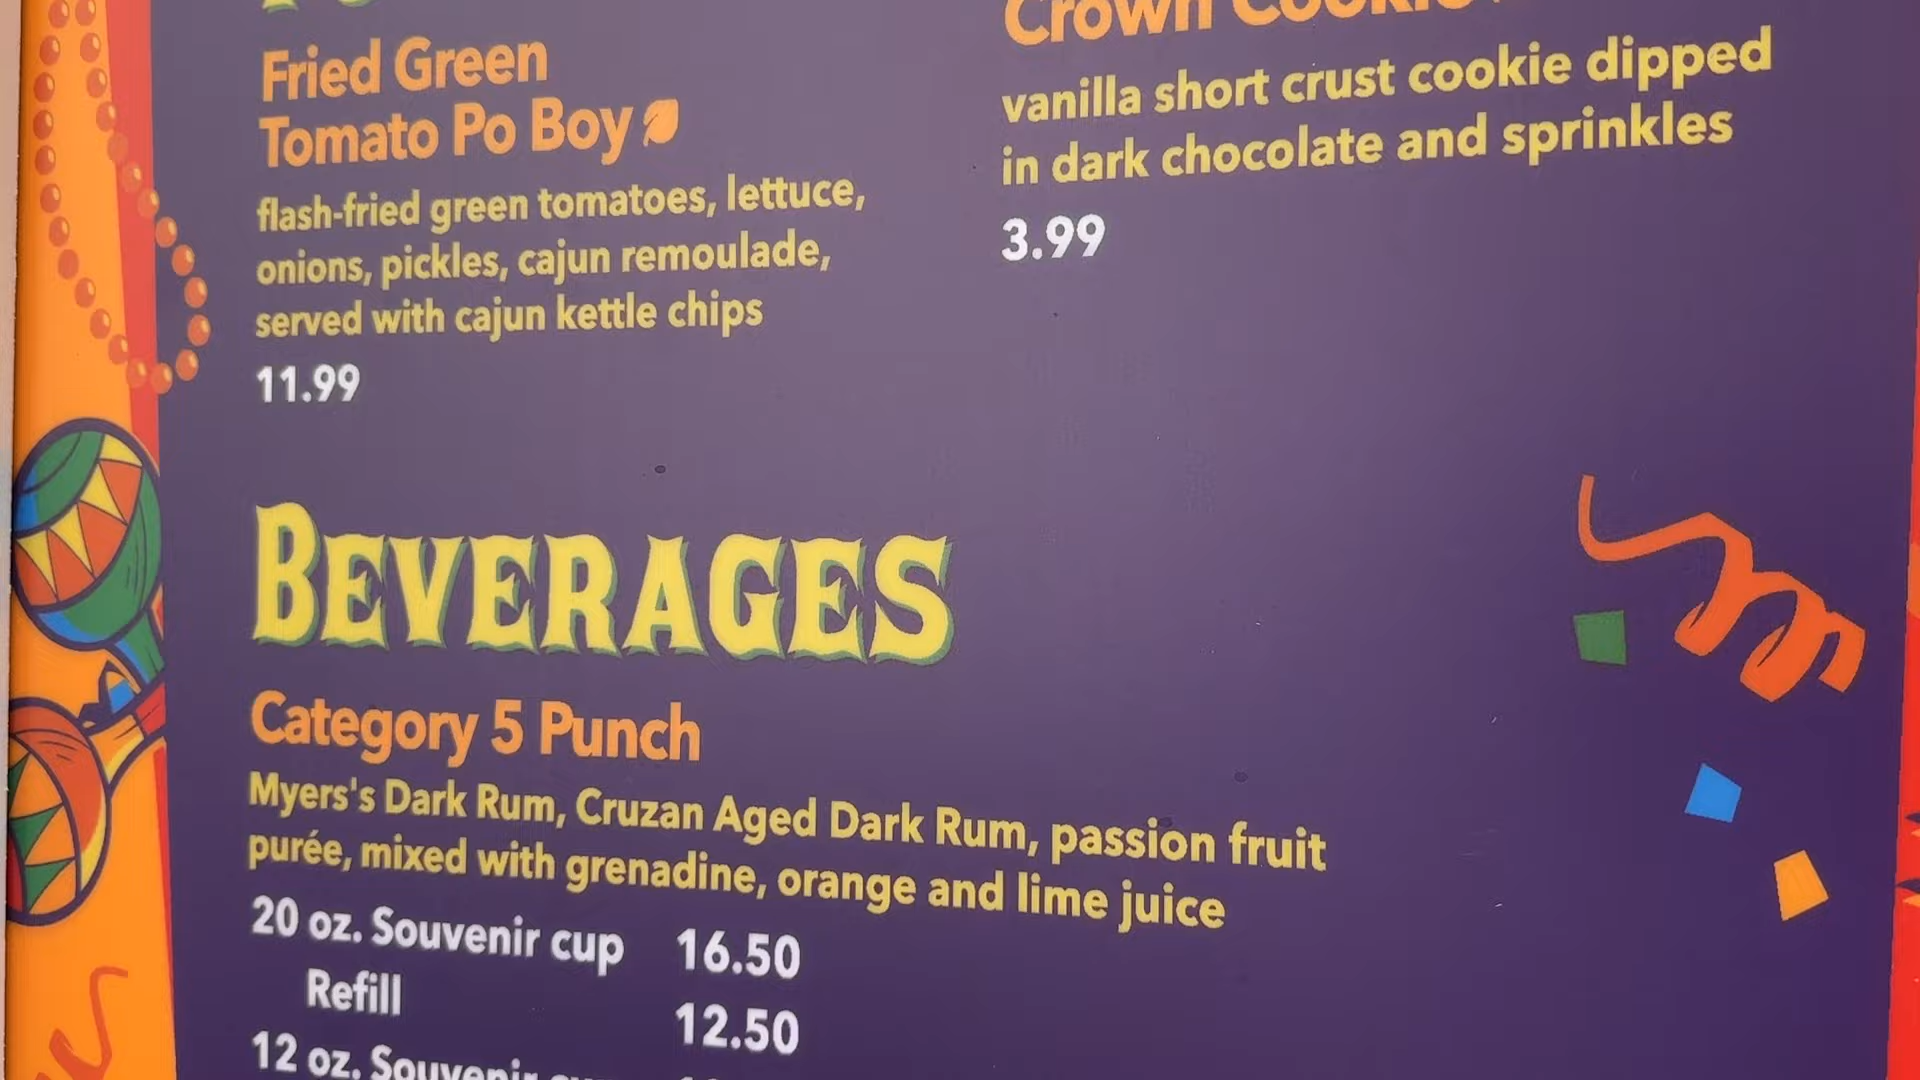 Fried Green
Tomato Po Boy
flash-fried green tomatoes, lettuce,
onions, pickles, cajun remoulade,
served with cajun kettle chips
11.99
Crown Cookie
vanilla short crust cookie dipped
in dark chocolate and sprinkles
3.99
BEVERAGES
Category 5 Punch
Myers's Dark Rum, Cruzan Aged Dark Rum, passion fruit
purée, mixed with grenadine, orange and lime juice
20 oz. Souvenir cup 16.50
Refill 12.50
12 oz. Souvenir